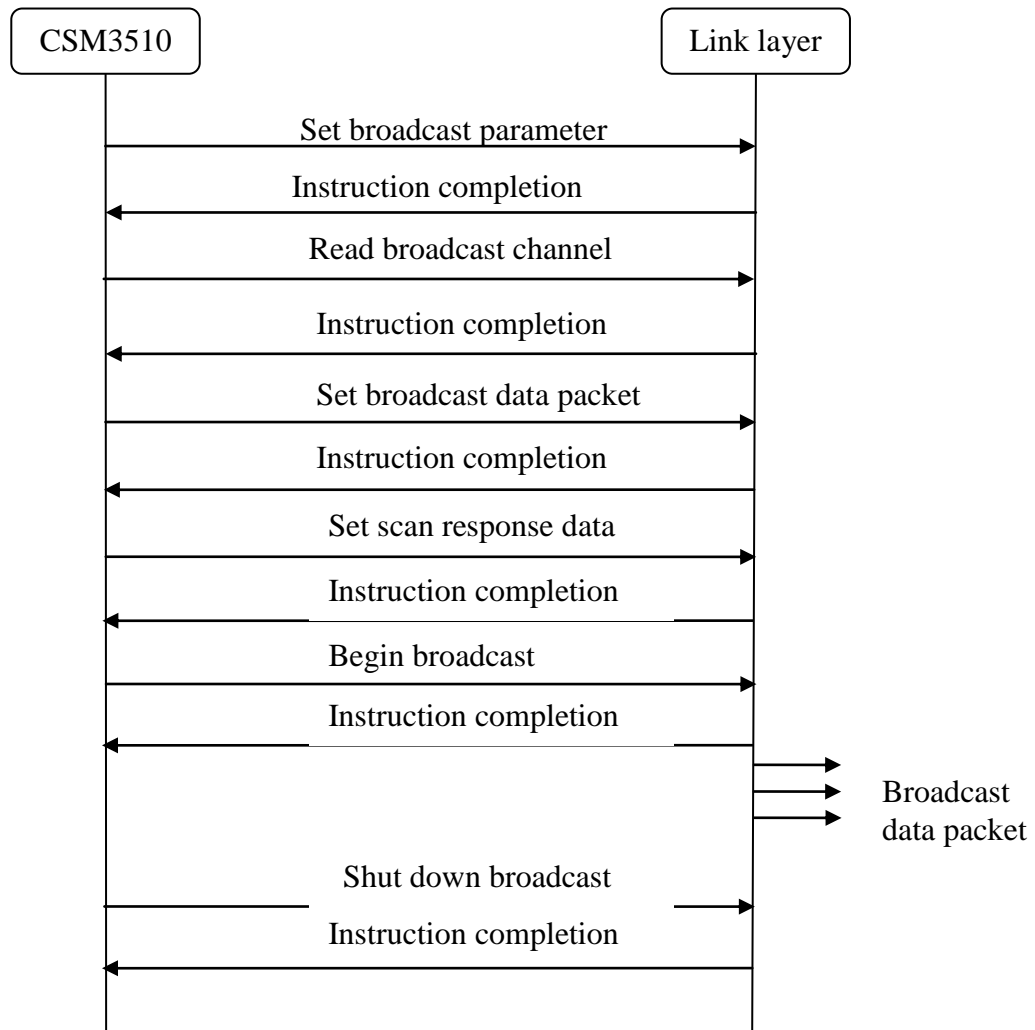 CSM3510
Link layer
Set broadcast parameter
Instruction completion
Read broadcast channel
Instruction completion
Set broadcast data packet
Instruction completion
Set scan response data
Instruction completion
Begin broadcast
Instruction completion
Broadcast
data packet
Shut down broadcast
Instruction completion